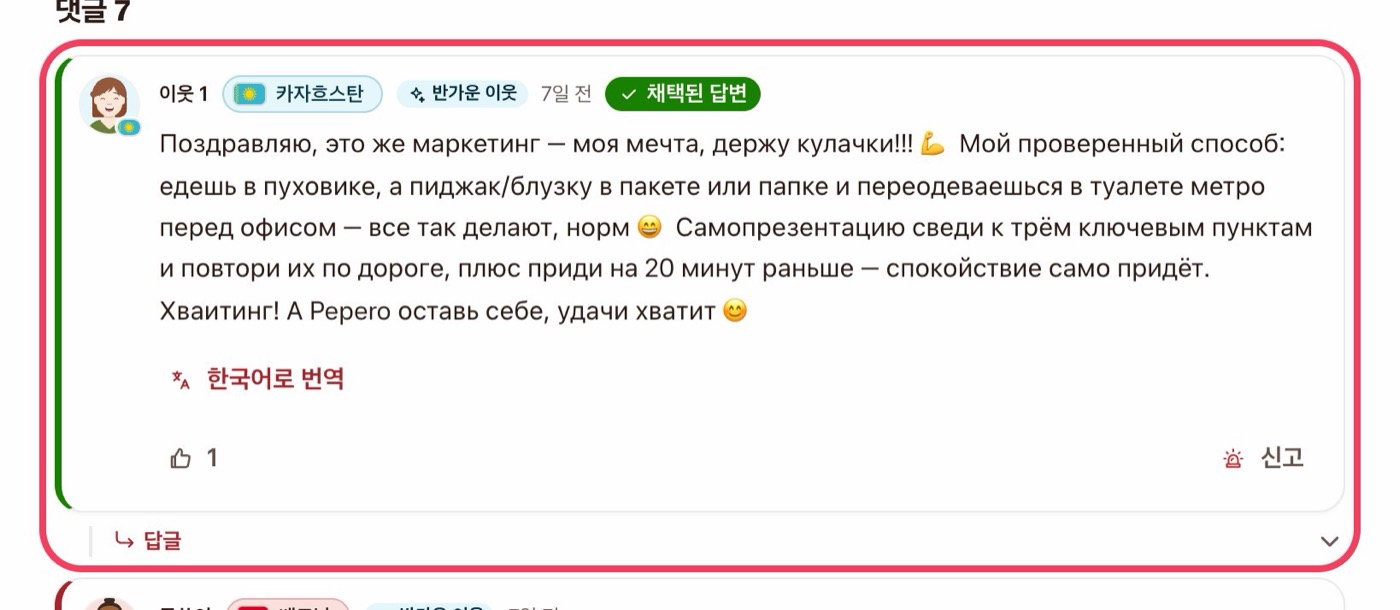 댓글 7
이웃 1 카자흐스탄 반가운 이웃 7일 전 채택된 답변
Поздравляю, это же маркетинг — моя мечта, держу кулачки!!! 💪 Мой проверенный способ:
едешь в пуховике, а пиджак/блузку в пакете или папке и переодеваешься в туалете метро
перед офисом — все так делают, норм 😄 Самопрезентацию сведи к трём ключевым пунктам
и повтори их по дороге, плюс приди на 20 минут раньше — спокойствие само придёт.
Хваитинг! А Pepero оставь себе, удачи хватит 😊
한국어로 번역
1 신고
답글